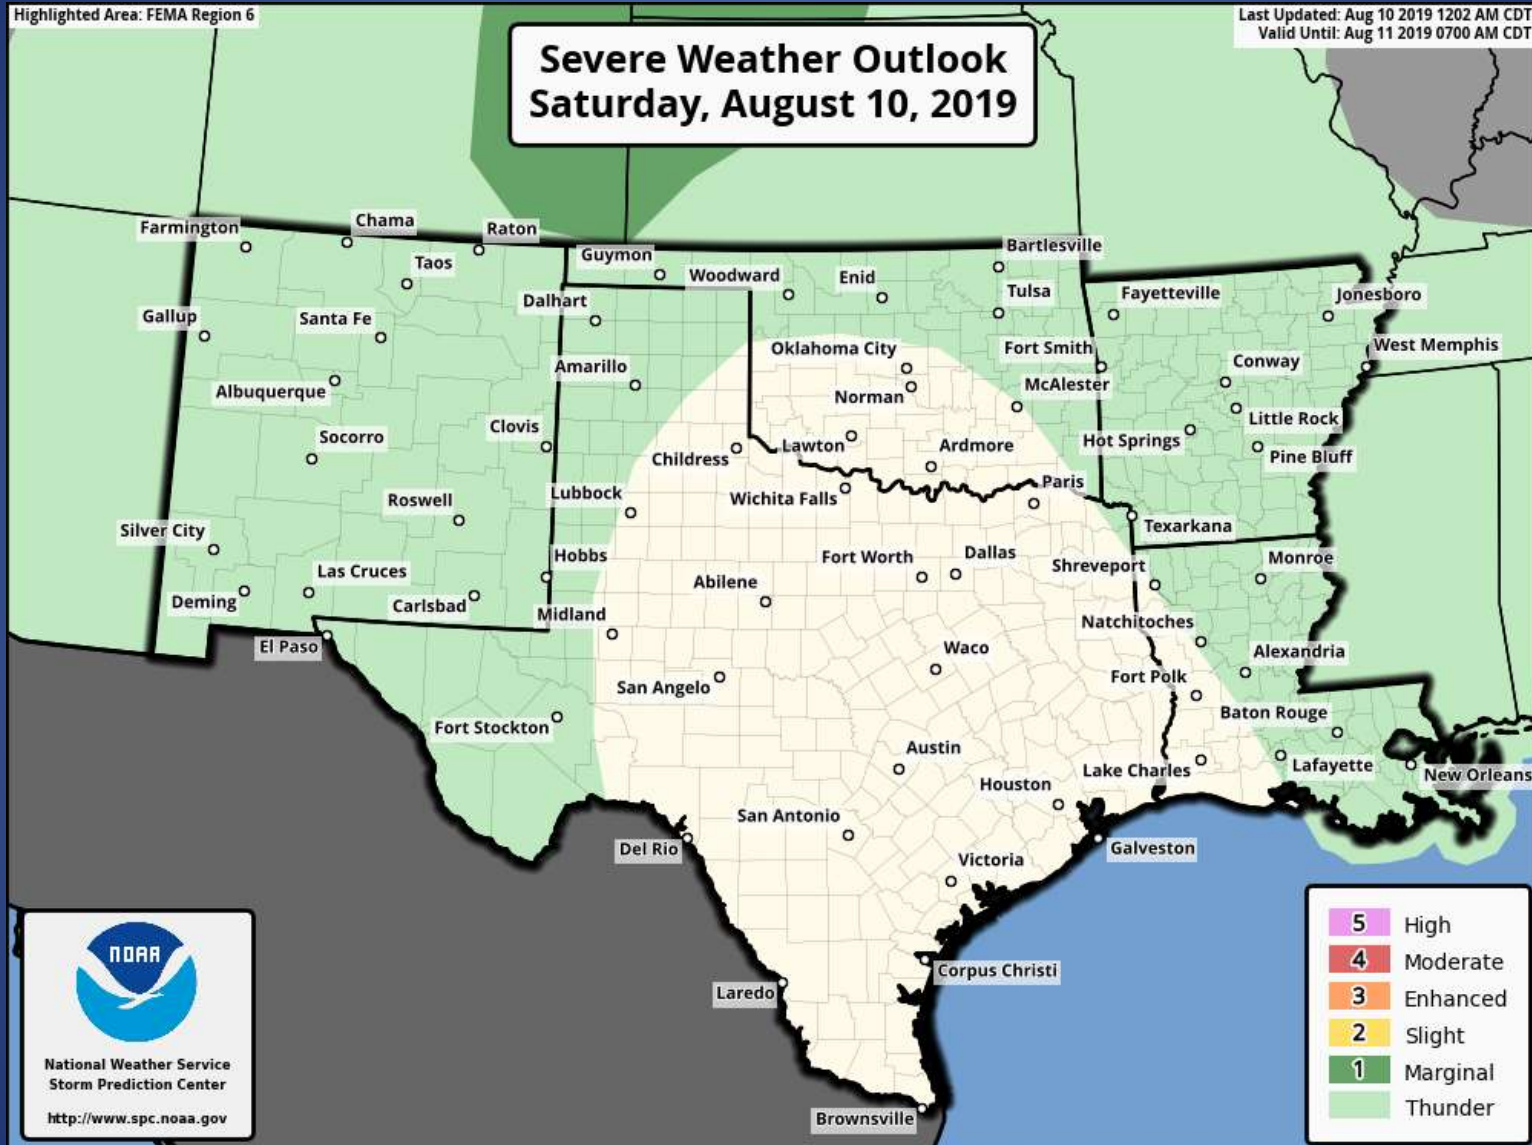 Highlighted Area: FEMA Region 6
Last Updated: Aug 10 2019 1202 AM CDT
Valid Until: Aug 11 2019 0700 AM CDT
Severe Weather Outlook
Saturday, August 10, 2019
Farmington
Chama
Raton
Taos
Guymon
Woodward
Enid
Bartlesville
Tulsa
Fayetteville
Jonesboro
Gallup
Santa Fe
Dalhart
Oklahoma City
Fort Smith
West Memphis
Albuquerque
Amarillo
Norman
McAlester
Conway
Little Rock
Socorro
Clovis
Childress
Lawton
Ardmore
Hot Springs
Pine Bluff
Roswell
Lubbock
Wichita Falls
Paris
Texarkana
Silver City
Las Cruces
Hobbs
Fort Worth
Dallas
Shreveport
Monroe
Deming
Carlsbad
Midland
Abilene
Natchitoches
El Paso
San Angelo
Waco
Fort Polk
Alexandria
Fort Stockton
Austin
Baton Rouge
Houston
Lake Charles
Lafayette
New Orleans
San Antonio
Del Rio
Victoria
Galveston
Corpus Christi
Laredo
Brownsville
NOAA
National Weather Service
Storm Prediction Center
http://www.spc.noaa.gov
5 High
4 Moderate
3 Enhanced
2 Slight
1 Marginal
Thunder